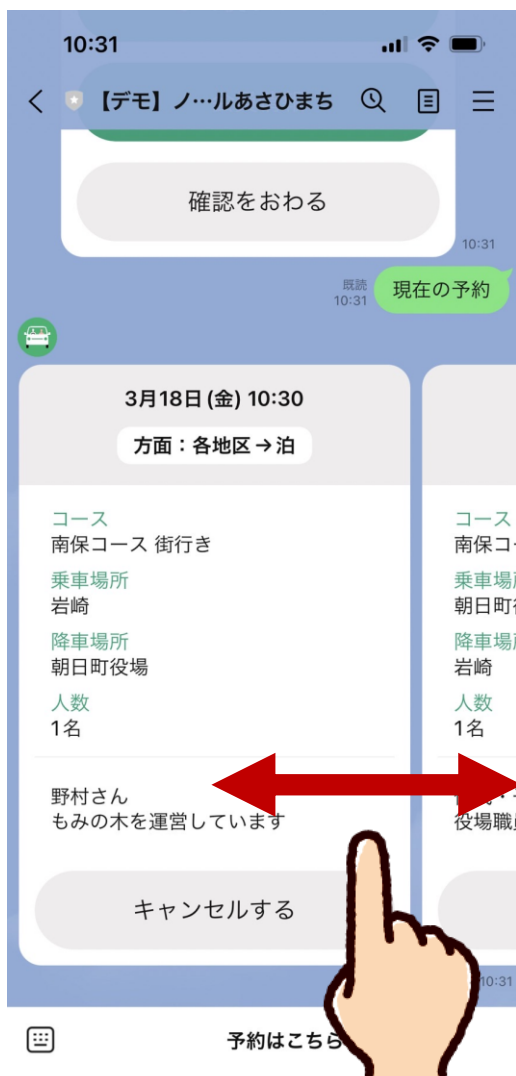 10:31
【デモ】ノ…ルあさひまち
確認をおわる
10:31
既読
10:31
現在の予約
3月18日(金) 10:30
方面：各地区→泊
コース
南保コース 街行き
乗車場所
岩崎
降車場所
朝日町役場
人数
1名
野村さん
もみの木を運営しています
キャンセルする
コース
南保コ
乗車場
朝日町
降車場
岩崎
人数
1名
役場職
10:31
予約はこちら